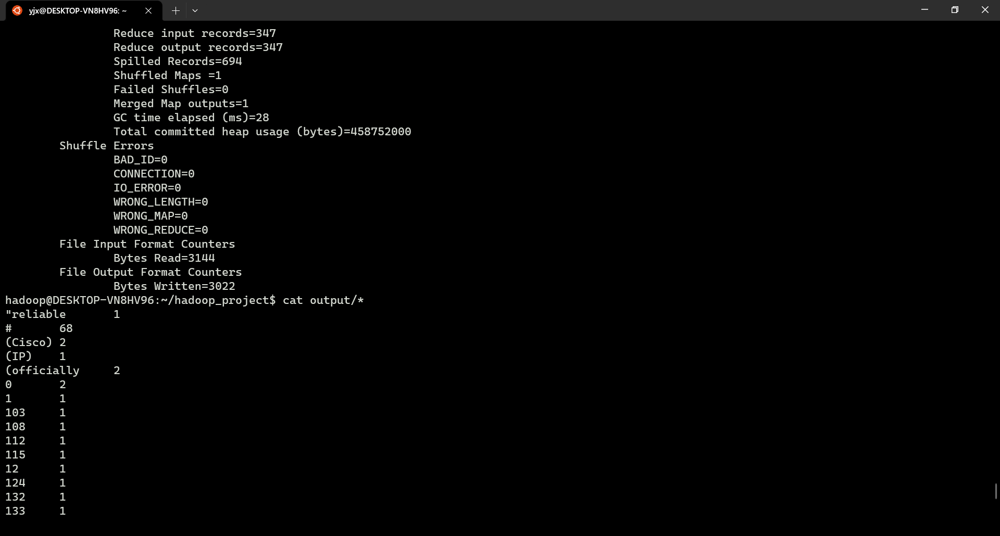 yjx@DESKTOP-VN8HV96: ~
Reduce input records=347
Reduce output records=347
Spilled Records=694
Shuffled Maps =1
Failed Shuffles=0
Merged Map outputs=1
GC time elapsed (ms)=28
Total committed heap usage (bytes)=458752000
Shuffle Errors
BAD_ID=0
CONNECTION=0
IO_ERROR=0
WRONG_LENGTH=0
WRONG_MAP=0
WRONG_REDUCE=0
File Input Format Counters
Bytes Read=3144
File Output Format Counters
Bytes Written=3022
hadoop@DESKTOP-VN8HV96:~/hadoop_project$ cat output/*
"reliable 1
# 68
(Cisco) 2
(IP) 1
(officially 2
0 2
1 1
103 1
108 1
112 1
115 1
12 1
124 1
132 1
133 1